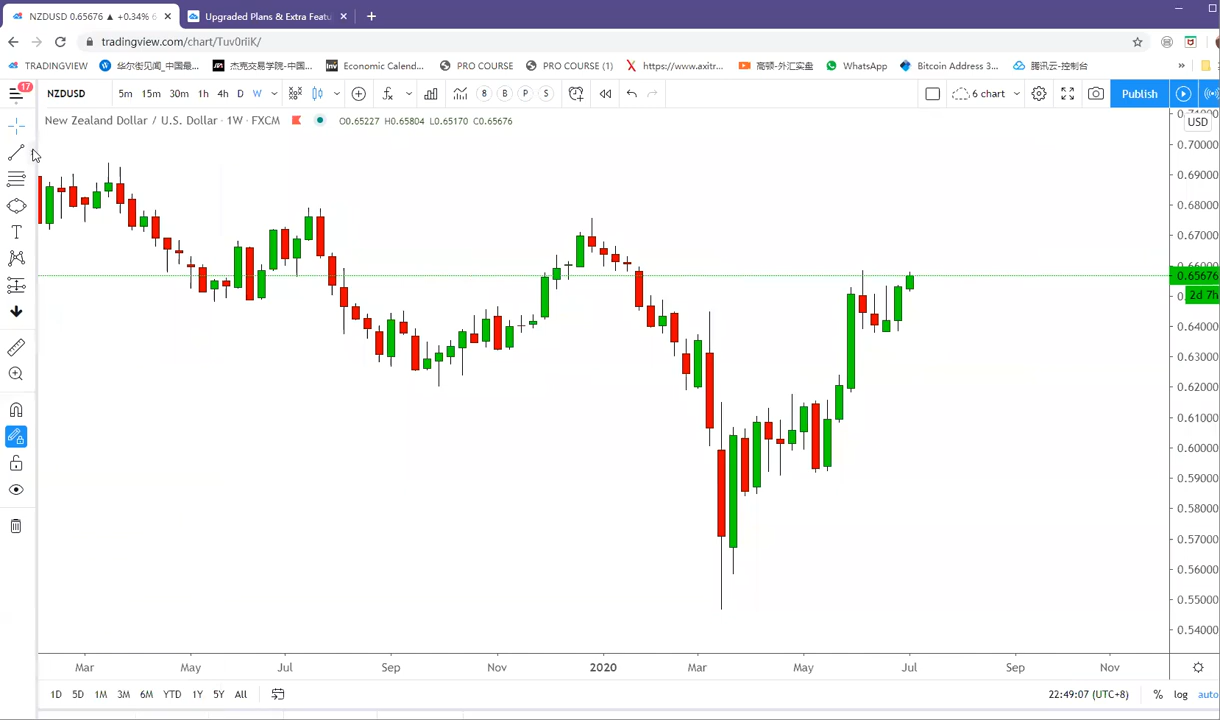 NZDUSD 0.65676 ▲ +0.34% 6
Upgraded Plans & Extra Featu
tradingview.com/chart/Tuv0riiK/
TRADINGVIEW 华尔街见闻_中国最... 杰克交易学院-中国... Economic Calend... PRO COURSE PRO COURSE (1) https://www.axitr... 高顿-外汇实盘 WhatsApp Bitcoin Address 3... 腾讯云-控制台 »
17 NZDUSD 5m 15m 30m 1h 4h D W 8 B P S 6 chart Publish
New Zealand Dollar / U.S. Dollar · 1W · FXCM O0.65227 H0.65804 L0.65170 C0.65676
USD
0.70000
0.69000
0.68000
0.67000
0.65676
2d 7h
0.64000
0.63000
0.62000
0.61000
0.60000
0.59000
0.58000
0.57000
0.56000
0.55000
0.54000
Mar May Jul Sep Nov 2020 Mar May Jul Sep Nov
1D 5D 1M 3M 6M YTD 1Y 5Y All 22:49:07 (UTC+8) % log auto